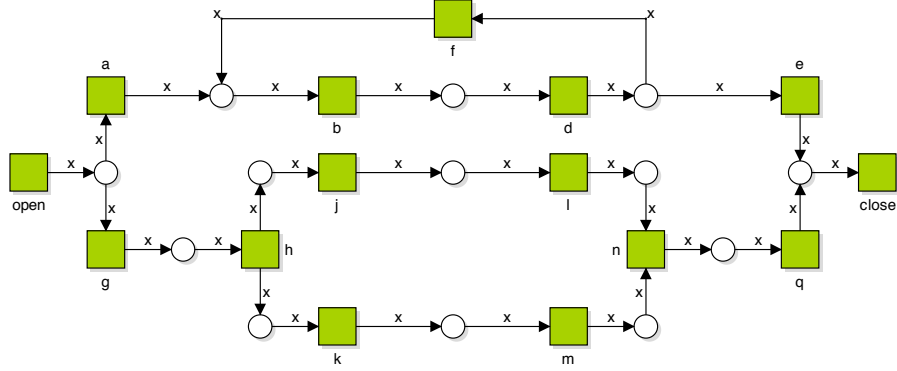 x x
f
a e
x x x x x x
b d
x x
x x x x x x
open j l close
x x x x
x x h n x x
g q
x x
x x x x
k m